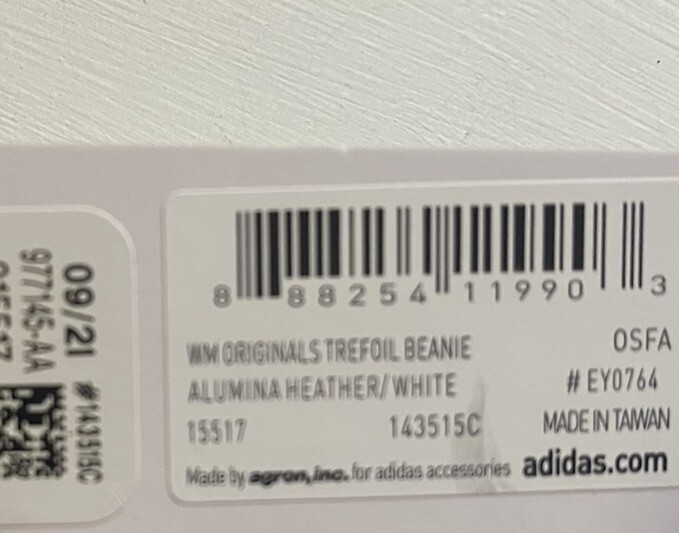 8 88254 11990 3
WM ORIGINALS TREFOIL BEANIE
OSFA
ALUMINA HEATHER/WHITE
# EY0764
15517
143515C
MADE IN TAIWAN
Made by agron, inc. for adidas accessories
adidas.com
09/21
977145-AA
#143515C